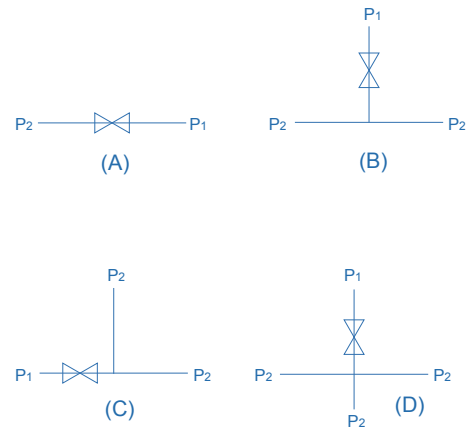 P₂ P₁
(A)
P₁
P₂ P₂
(B)
P₂
P₁ P₂
(C)
P₁
P₂ P₂
P₂ (D)